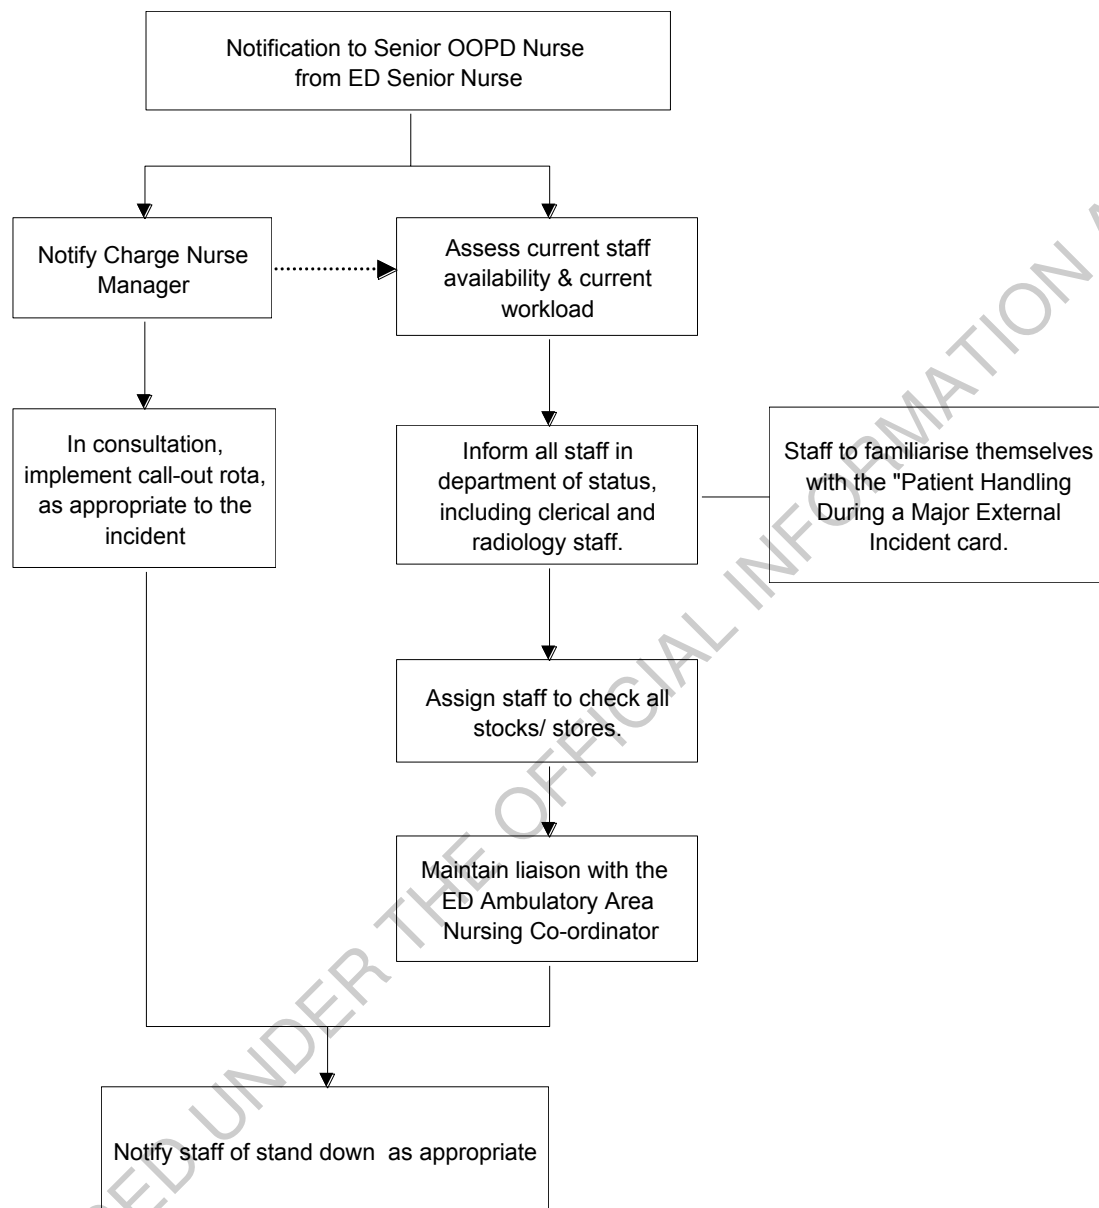 Notification to Senior OOPD Nurse
from ED Senior Nurse
Notify Charge Nurse
Manager
Assess current staff
availability & current
workload
In consultation,
implement call-out rota,
as appropriate to the
incident
Inform all staff in
department of status,
including clerical and
radiology staff.
Staff to familiarise themselves
with the "Patient Handling
During a Major External
Incident card.
Assign staff to check all
stocks/ stores.
Maintain liaison with the
ED Ambulatory Area
Nursing Co-ordinator
Notify staff of stand down as appropriate
UNDER THE OFFICIAL INFORMATION